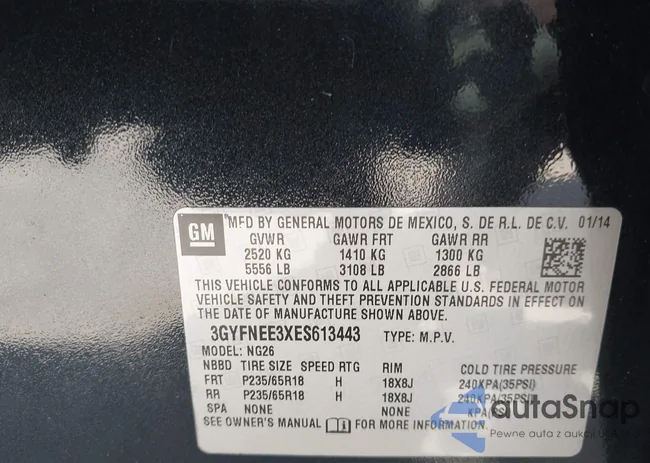 GM MFD BY GENERAL MOTORS DE MEXICO, S. DE R.L. DE C.V. 01/14
GVWR GAWR FRT GAWR RR
2520 KG 1410 KG 1300 KG
5556 LB 3108 LB 2866 LB
THIS VEHICLE CONFORMS TO ALL APPLICABLE U.S. FEDERAL MOTOR
VEHICLE SAFETY AND THEFT PREVENTION STANDARDS IN EFFECT ON
THE DATE OF MANUFACTURE SHOWN ABOVE.
3GYFNEE3XES613443 TYPE: M.P.V.
MODEL: NG26
NBBD TIRE SIZE SPEED RTG RIM COLD TIRE PRESSURE
FRT P235/65R18 H 18X8J 240KPA(35PSI)
RR P235/65R18 H 18X8J 240KPA(35PSI)
SPA NONE NONE KPA
SEE OWNER'S MANUAL FOR MORE INFORMATION.
autaSnap
Pewne auta z aukcji